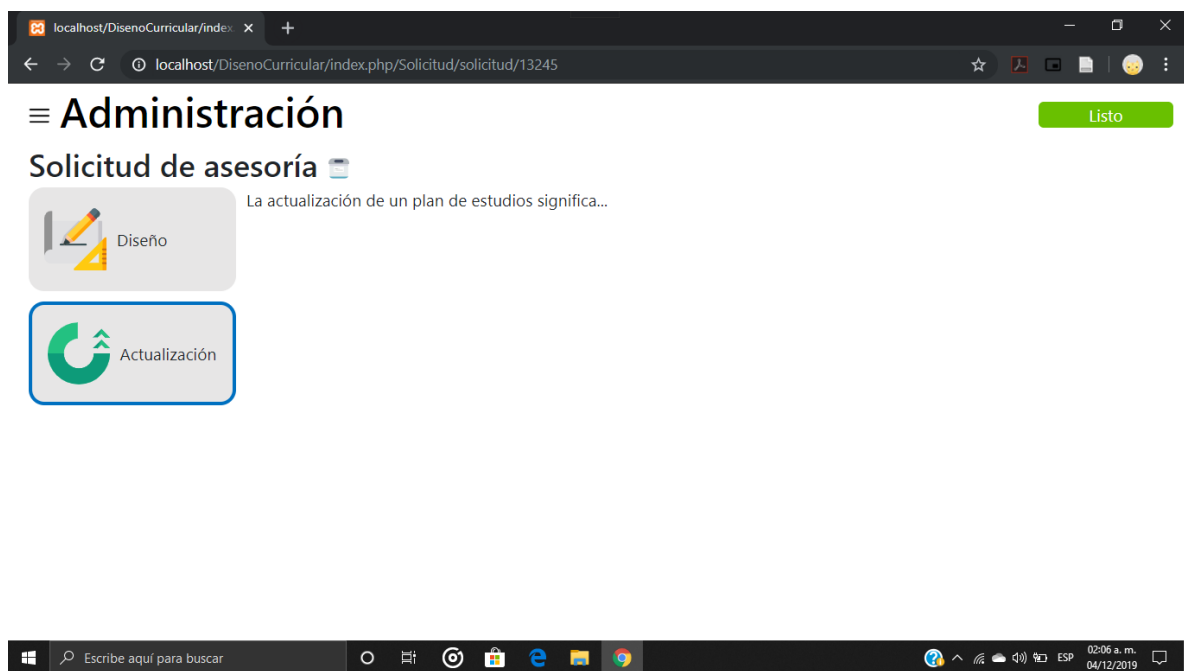 localhost/DisenoCurricular/index
localhost/DisenoCurricular/index.php/Solicitud/solicitud/13245
Administración
Listo
Solicitud de asesoría
La actualización de un plan de estudios significa...
Diseño
Actualización
Escribe aquí para buscar
ESP
02:06 a. m.
04/12/2019